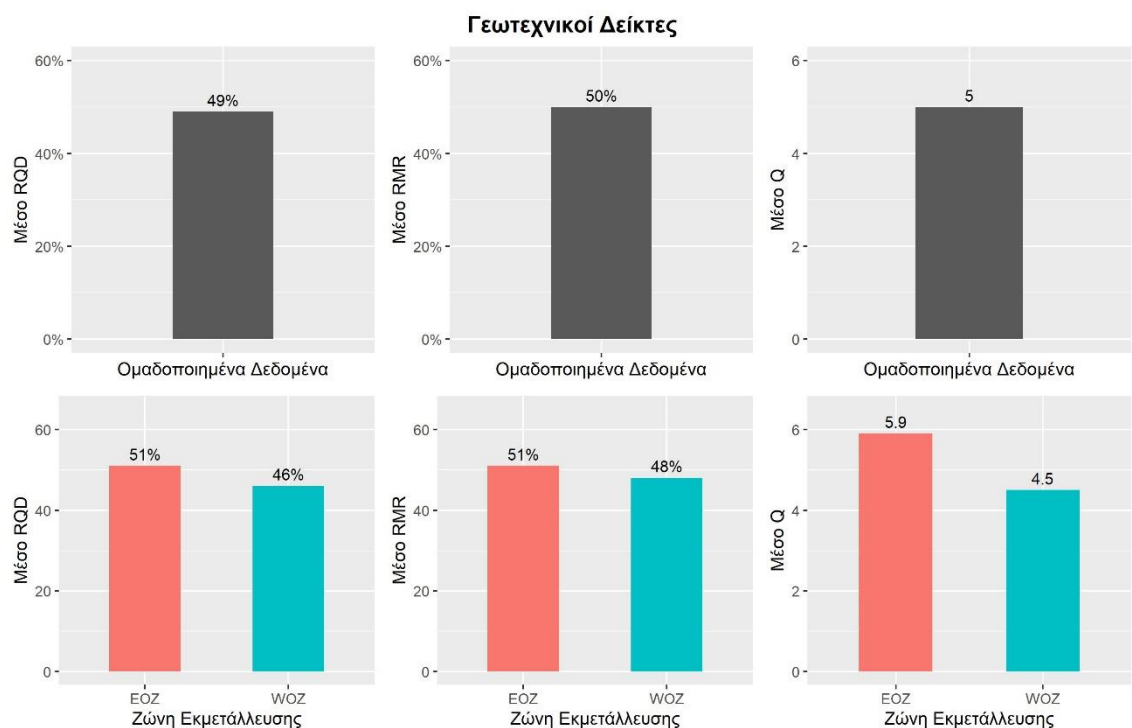 Γεωτεχνικοί Δείκτες
Μέσο RQD
60%
40%
20%
0%
49%
Ομαδοποιημένα Δεδομένα
Μέσο RMR
60%
40%
20%
0%
50%
Ομαδοποιημένα Δεδομένα
Μέσο Q
6
4
2
0
5
Ομαδοποιημένα Δεδομένα
Μέσο RQD
60
40
20
0
51%
46%
EOZ
WOZ
Ζώνη Εκμετάλλευσης
Μέσο RMR
60
40
20
0
51%
48%
EOZ
WOZ
Ζώνη Εκμετάλλευσης
Μέσο Q
6
4
2
0
5.9
4.5
EOZ
WOZ
Ζώνη Εκμετάλλευσης